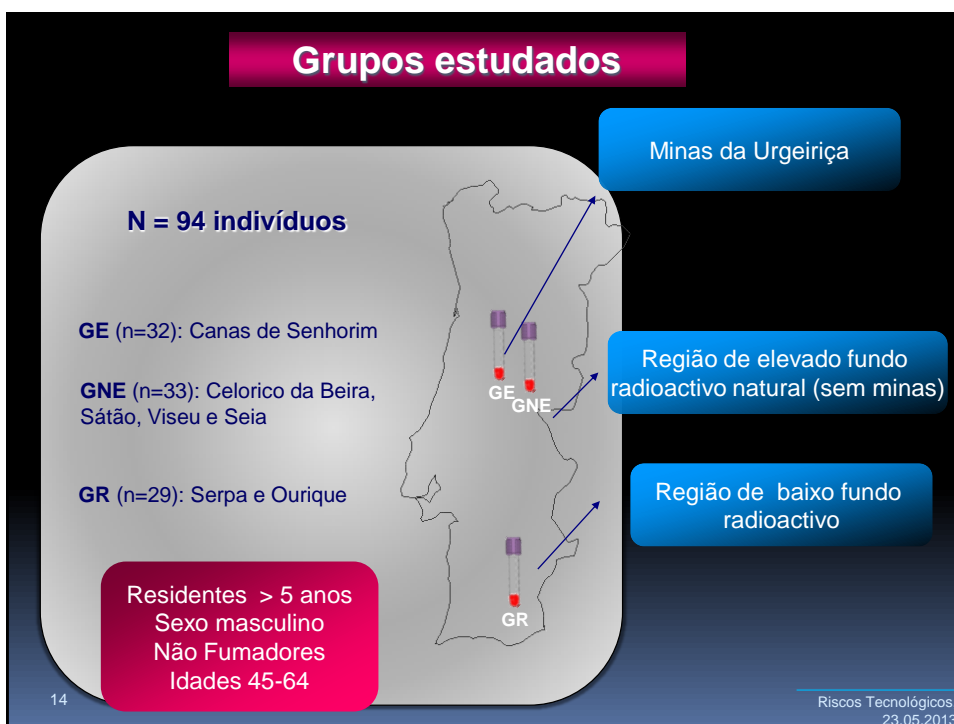 Grupos estudados
Minas da Urgeiriça
N = 94 indivíduos
GE (n=32): Canas de Senhorim
GNE (n=33): Celorico da Beira,
Sátão, Viseu e Seia
GR (n=29): Serpa e Ourique
GE
GNE
GR
Região de elevado fundo
radioactivo natural (sem minas)
Região de baixo fundo
radioactivo
Residentes > 5 anos
Sexo masculino
Não Fumadores
Idades 45-64
14
Riscos Tecnológicos
23.05.2013